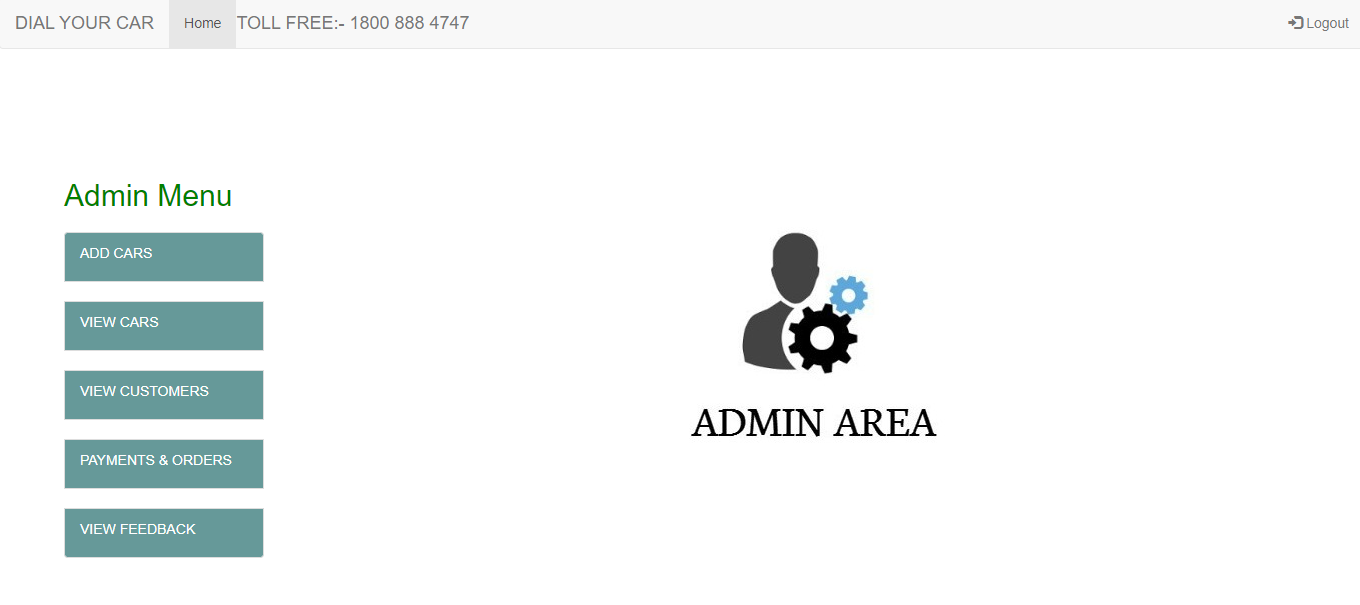 DIAL YOUR CAR Home TOLL FREE:- 1800 888 4747 Logout
Admin Menu
ADD CARS
VIEW CARS
VIEW CUSTOMERS
PAYMENTS & ORDERS
VIEW FEEDBACK
ADMIN AREA